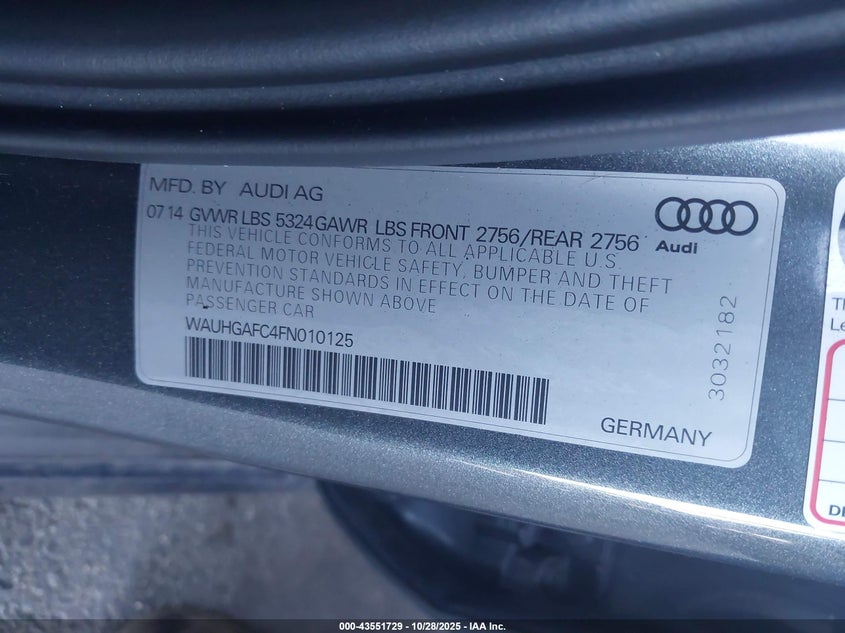 MFD. BY AUDI AG
07 14 GVWR LBS 5324 GAWR LBS FRONT 2756/REAR 2756
THIS VEHICLE CONFORMS TO ALL APPLICABLE U.S.
FEDERAL MOTOR VEHICLE SAFETY, BUMPER AND THEFT
PREVENTION STANDARDS IN EFFECT ON THE DATE OF
MANUFACTURE SHOWN ABOVE
PASSENGER CAR
WAUHGAFC4FN010125
GERMANY
Audi
3032182
000-43551729 - 10/28/2025 - IAA Inc.